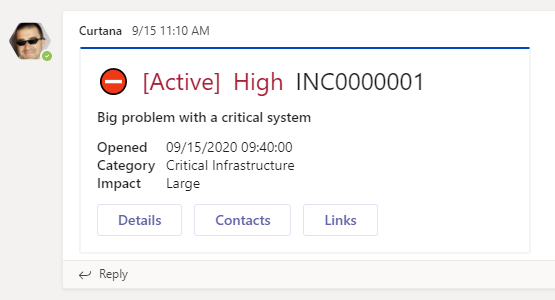 Curtana 9/15 11:10 AM
[Active] High INC0000001
Big problem with a critical system
Opened 09/15/2020 09:40:00
Category Critical Infrastructure
Impact Large
Details Contacts Links
Reply